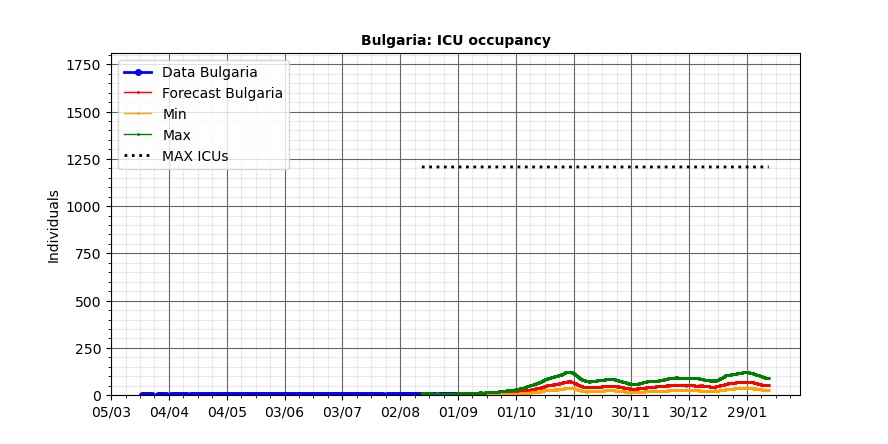 Bulgaria: ICU occupancy
Data Bulgaria
Forecast Bulgaria
Min
Max
MAX ICUs
Individuals
1750
1500
1250
1000
750
500
250
0
05/03 04/04 04/05 03/06 03/07 02/08 01/09 01/10 31/10 30/11 30/12 29/01